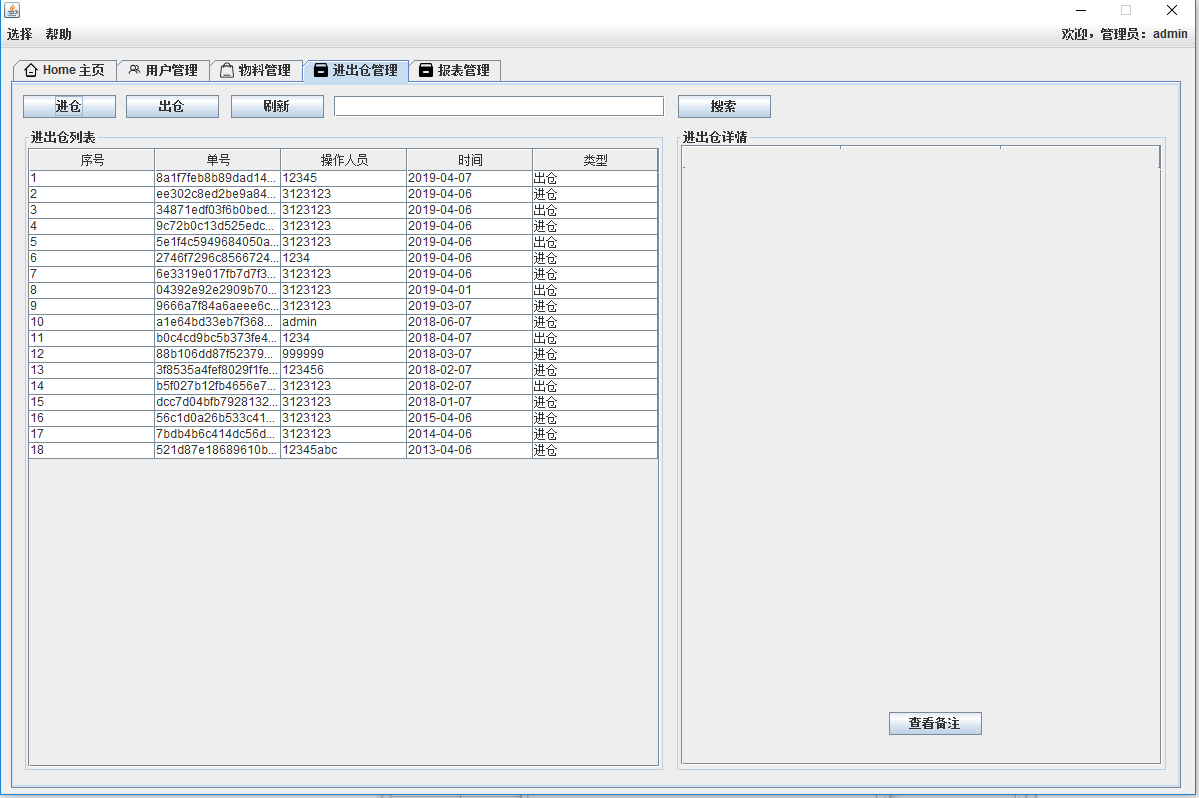 选择 帮助 欢迎，管理员：admin
Home 主页 用户管理 物料管理 进出仓管理 报表管理
进仓 出仓 刷新 搜索
进出仓列表 进出仓详情
序号 单号 操作人员 时间 类型
1 8a1f7feb8b89dad14... 12345 2019-04-07 出仓
2 ee302c8ed2be9a84... 3123123 2019-04-06 进仓
3 34871edf03f6b0bed... 3123123 2019-04-06 出仓
4 9c72b0c13d525edc... 3123123 2019-04-06 进仓
5 5e1f4c5949684050a... 3123123 2019-04-06 出仓
6 2746f7296c8566724... 1234 2019-04-06 进仓
7 6e3319e017fb7d7f3... 3123123 2019-04-06 进仓
8 04392e92e2909b70... 3123123 2019-04-01 出仓
9 9666a7f84a6aeee6c... 3123123 2019-03-07 进仓
10 a1e64bd33eb7f368... admin 2018-06-07 进仓
11 b0c4cd9bc5b373fe4... 1234 2018-04-07 出仓
12 88b106dd87f52379... 999999 2018-03-07 进仓
13 3f8535a4fef8029f1fe... 123456 2018-02-07 进仓
14 b5f027b12fb4656e7... 3123123 2018-02-07 出仓
15 dcc7d04bfb7928132... 3123123 2018-01-07 进仓
16 56c1d0a26b533c41... 3123123 2015-04-06 进仓
17 7bdb4b6c414dc56d... 3123123 2014-04-06 进仓
18 521d87e18689610b... 12345abc 2013-04-06 进仓
查看备注